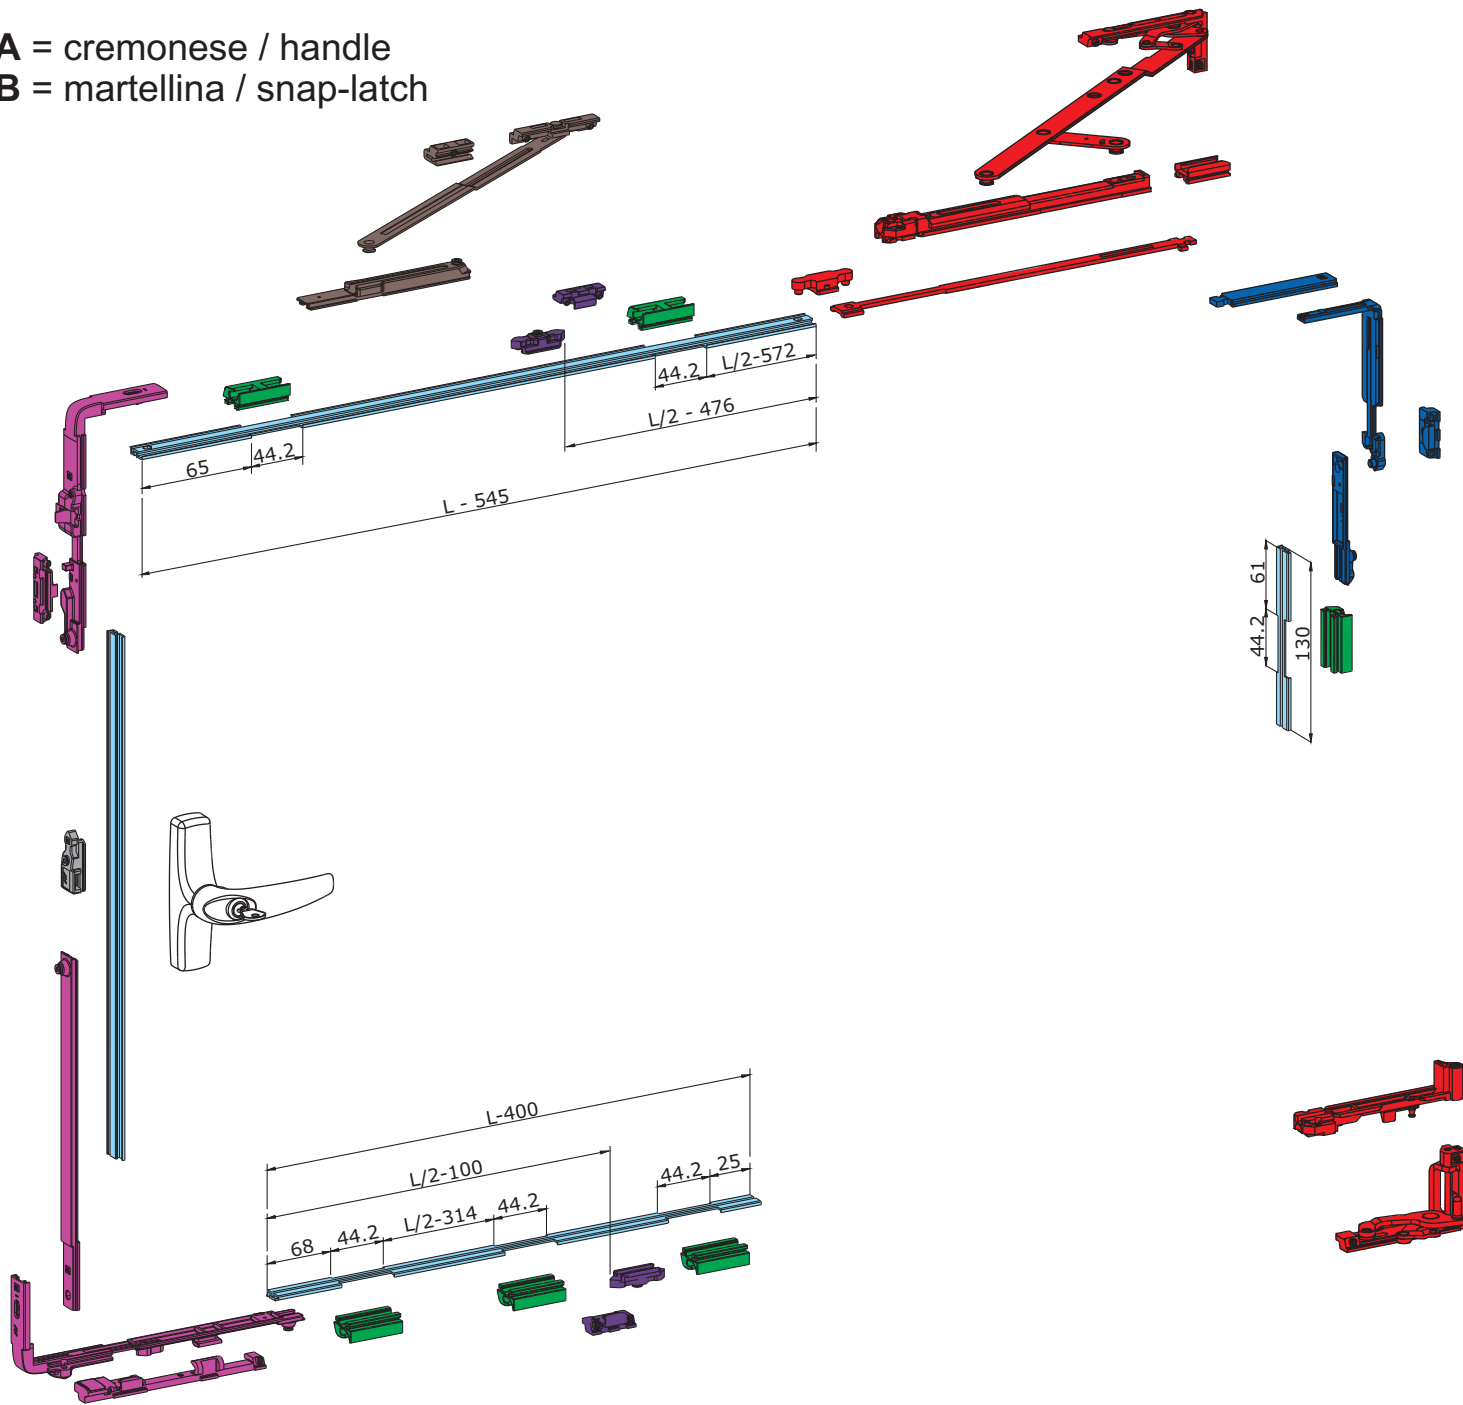 A = cremonese / handle
B = martellina / snap-latch
44.2
L/2-572
L/2 - 476
65
44.2
L - 545
61
44.2
130
L-400
L/2-100
44.2
25
68
44.2
L/2-314
44.2